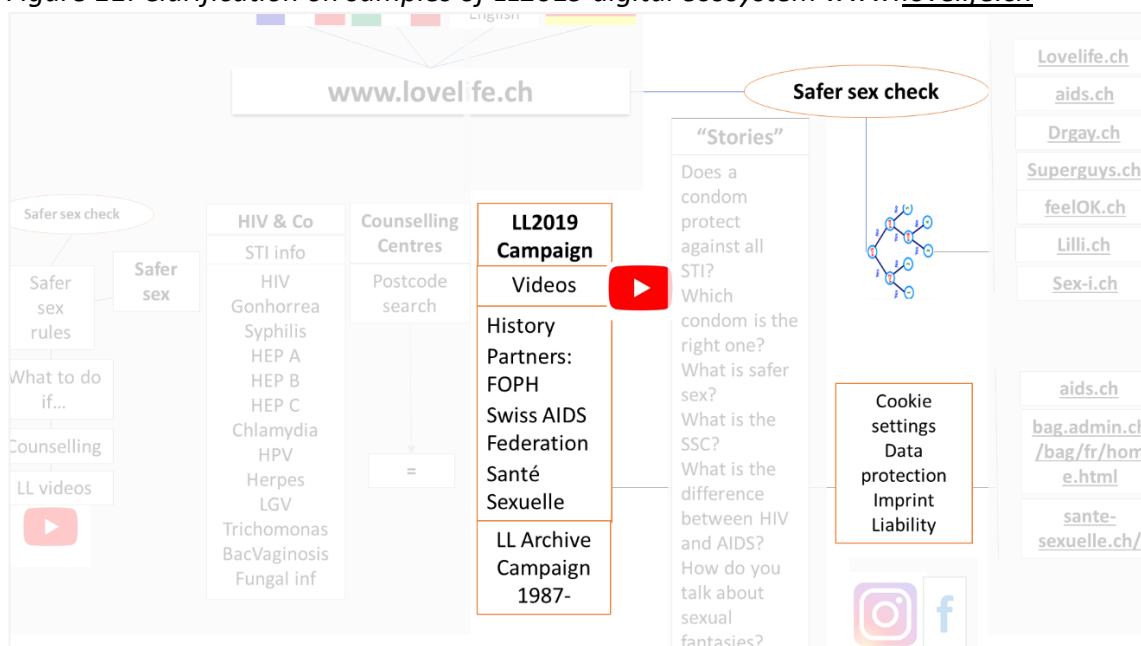 English
www.lovelife.ch
Safer sex check
Safer sex check
Safer
sex
rules
What to do
if...
Counselling
LL videos
Safer
sex
HIV & Co
STI info
HIV
Gonhorrea
Syphilis
HEP A
HEP B
HEP C
Chlamydia
HPV
Herpes
LGV
Trichomonas
BacVaginosis
Fungal inf
Counselling
Centres
Postcode
search
=
LL2019
Campaign
Videos
History
Partners:
FOPH
Swiss AIDS
Federation
Santé
Sexuelle
LL Archive
Campaign
1987-
"Stories"
Does a
condom
protect
against all
STI?
Which
condom is the
right one?
What is safer
sex?
What is the
SSC?
What is the
difference
between HIV
and AIDS?
How do you
talk about
sexual
fantasies?
Cookie
settings
Data
protection
Imprint
Liability
f
Lovelife.ch
aids.ch
Drgay.ch
Superguys.ch
feelOK.ch
Lilli.ch
Sex-i.ch
aids.ch
bag.admin.ch
/bag/fr/hom
e.html
sante-
sexuelle.ch/